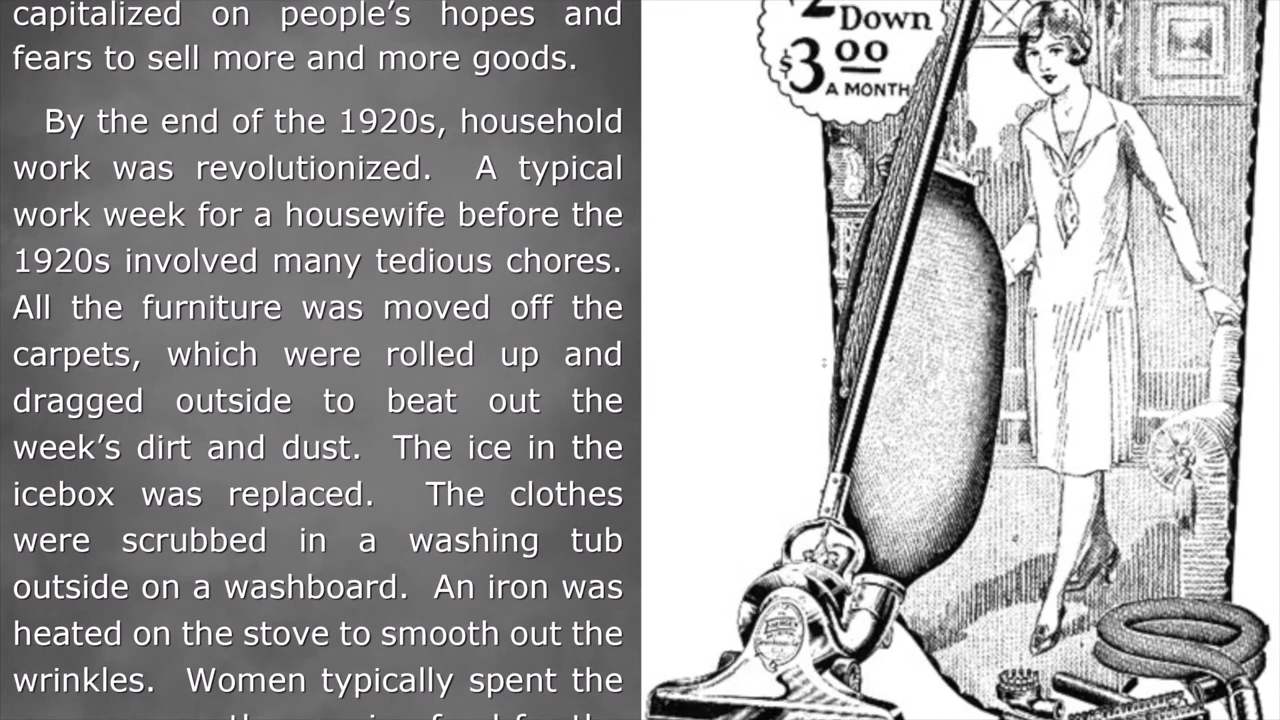 capitalized on people’s hopes and
fears to sell more and more goods.
By the end of the 1920s, household
work was revolutionized. A typical
work week for a housewife before the
1920s involved many tedious chores.
All the furniture was moved off the
carpets, which were rolled up and
dragged outside to beat out the
week’s dirt and dust. The ice in the
icebox was replaced. The clothes
were scrubbed in a washing tub
outside on a washboard. An iron was
heated on the stove to smooth out the
wrinkles. Women typically spent the
Down
$3 00
A MONTH